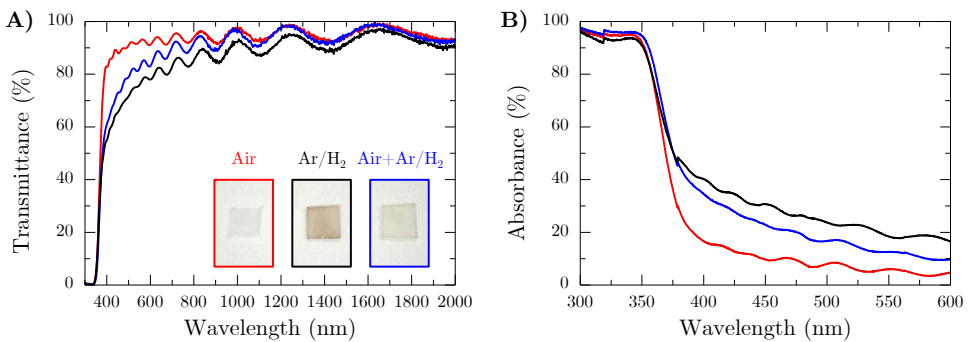 A)
Transmittance (%)
100
80
60
40
20
0
Air
Ar/H₂
Air+Ar/H₂
400 600 800 1000 1200 1400 1600 1800 2000
Wavelength (nm)
B)
Absorbance (%)
100
80
60
40
20
0
300 350 400 450 500 550 600
Wavelength (nm)